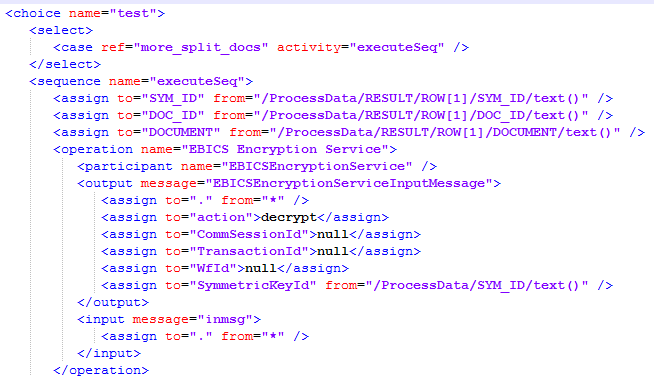 <choice name="test">
<select>
<case ref="more_split_docs" activity="executeSeq" />
</select>
<sequence name="executeSeq">
<assign to="SYM_ID" from="/ProcessData/RESULT/ROW[1]/SYM_ID/text()" />
<assign to="DOC_ID" from="/ProcessData/RESULT/ROW[1]/DOC_ID/text()" />
<assign to="DOCUMENT" from="/ProcessData/RESULT/ROW[1]/DOCUMENT/text()" />
<operation name="EBICS Encryption Service">
<participant name="EBICSEncryptionService" />
<output message="EBICSEncryptionServiceInputMessage">
<assign to="." from="*" />
<assign to="action">decrypt</assign>
<assign to="CommSessionId">null</assign>
<assign to="TransactionId">null</assign>
<assign to="WfId">null</assign>
<assign to="SymmetricKeyId" from="/ProcessData/SYM_ID/text()" />
</output>
<input message="inmsg">
<assign to="." from="*" />
</input>
</operation>